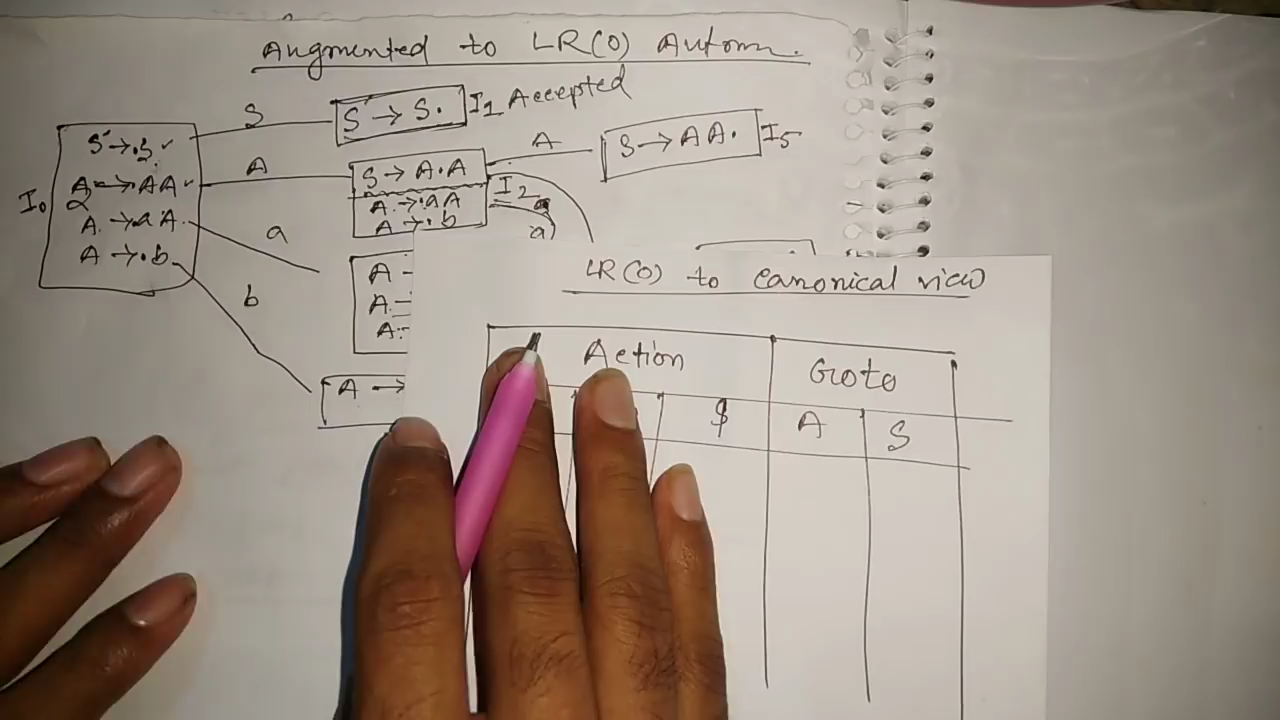 Augmented to LR(0) Autom.
S
S' → S.
I1 Accepted
S' → .S
A
S → A.A
A
S → AA.
I5
I0
→ .AA
A. → .aA
I2
A → .aA.
A → .b
a
a
A → .b
A -
A -
A:-
b
A →
LR(0) to canonical view
Action
Goto
$
A
S